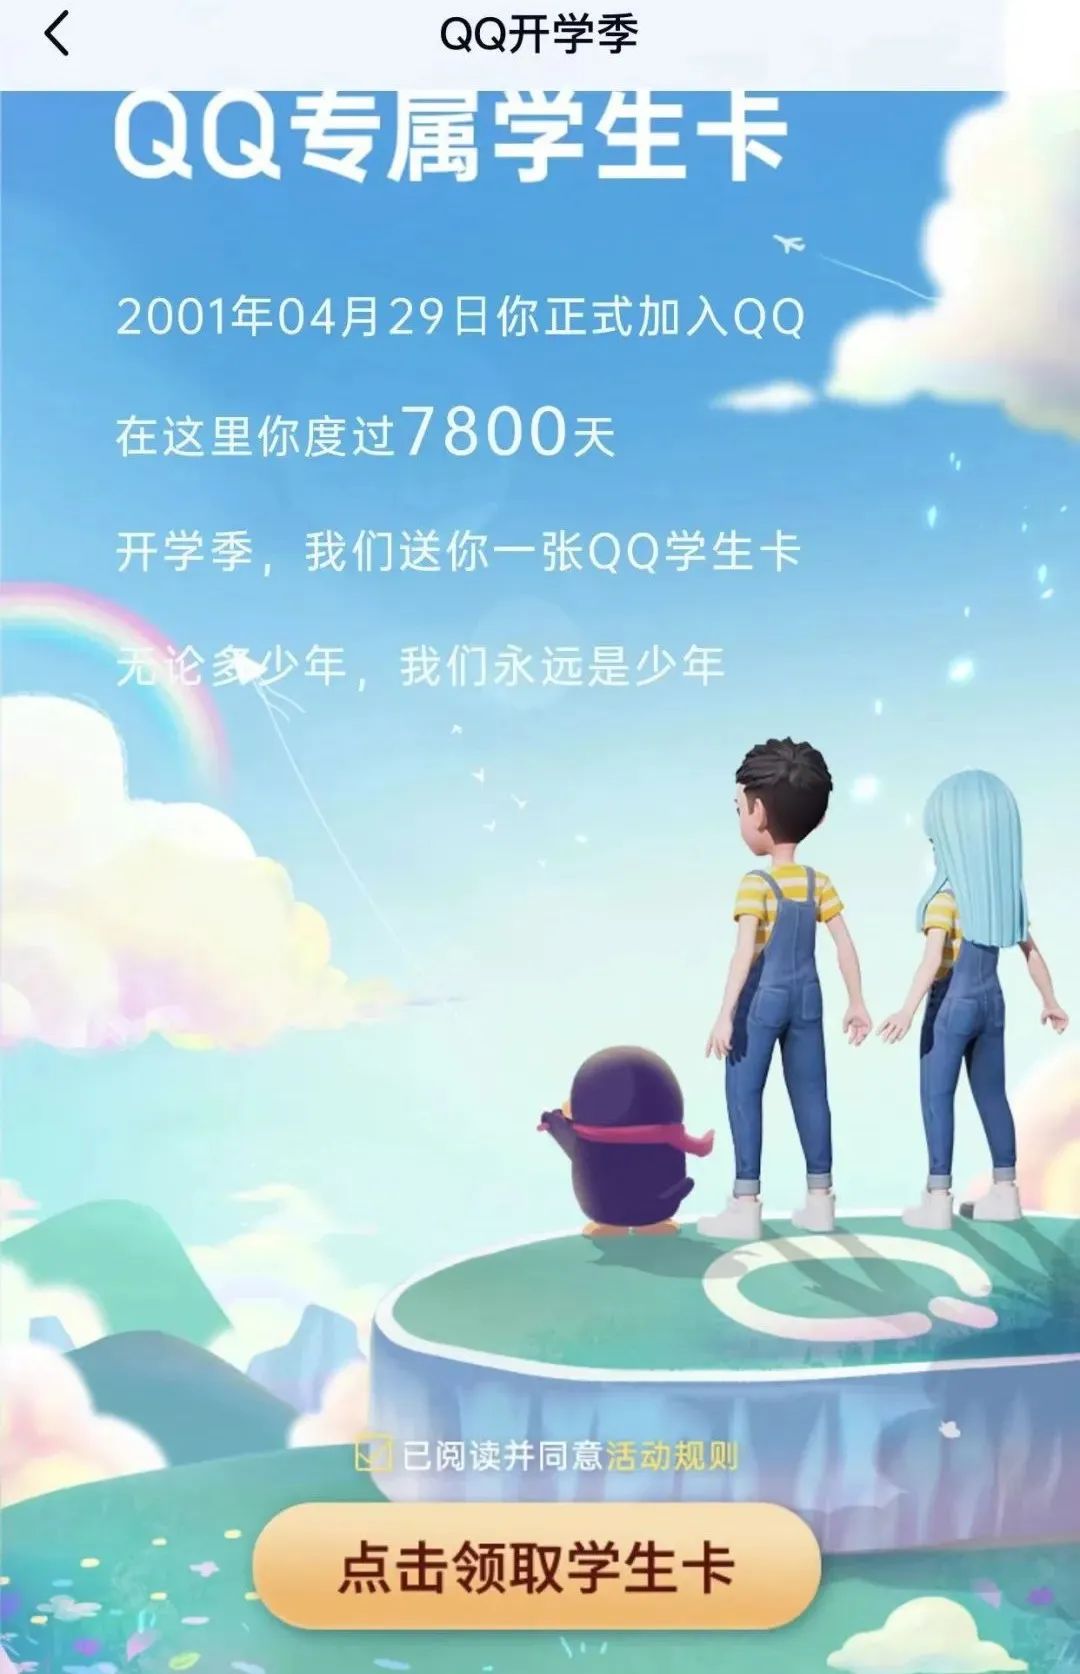 QQ开学季
QQ专属学生卡
2001年04月29日你正式加入QQ
在这里你度过7800天
开学季，我们送你一张QQ学生卡
无论多少年，我们永远是少年
已阅读并同意活动规则
点击领取学生卡